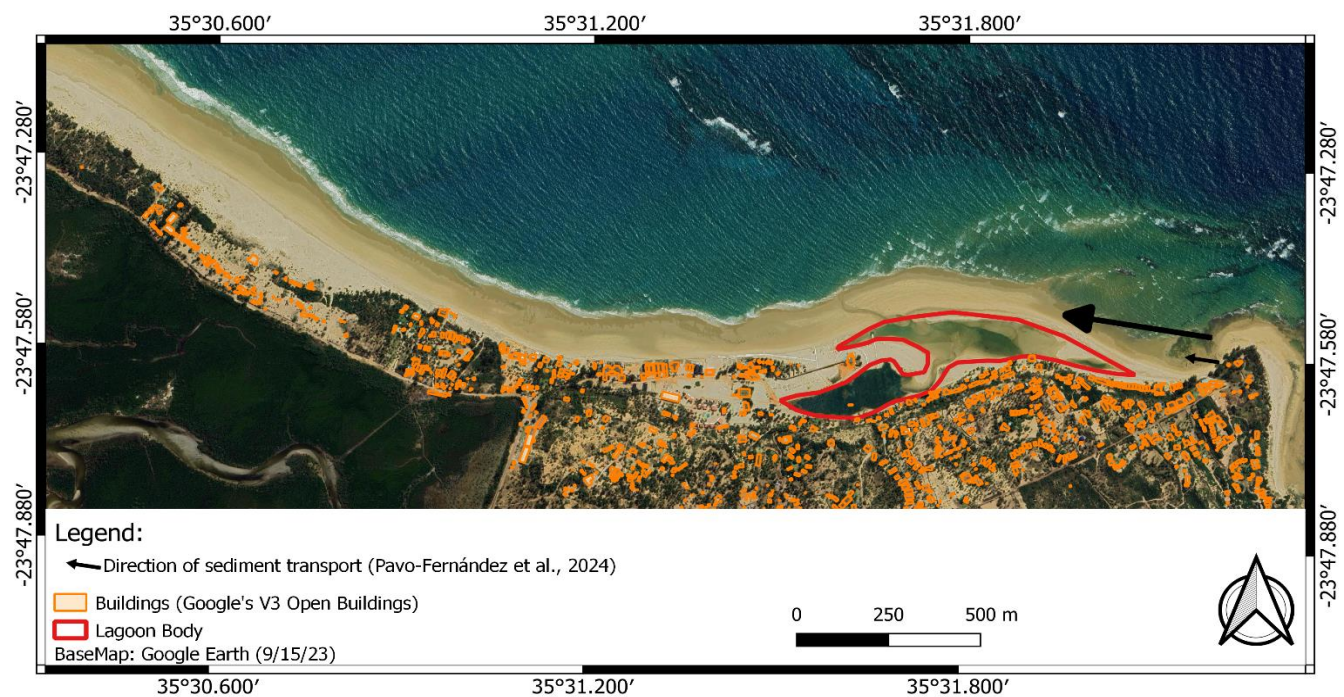 35°30.600′ 35°31.200′ 35°31.800′
-23°47.280′ -23°47.280′
-23°47.580′ -23°47.580′
-23°47.880′ -23°47.880′
Legend:
Direction of sediment transport (Pavo-Fernández et al., 2024)
Buildings (Google's V3 Open Buildings)
Lagoon Body
BaseMap: Google Earth (9/15/23)
0 250 500 m
35°30.600′ 35°31.200′ 35°31.800′